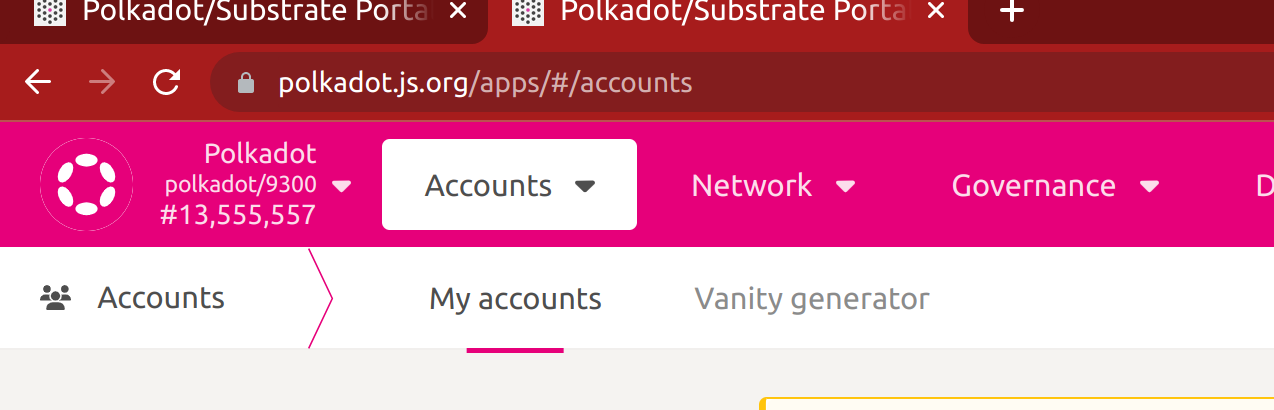 Polkadot/Substrate Porta
Polkadot/Substrate Porta
polkadot.js.org/apps/#/accounts
Polkadot
polkadot/9300
#13,555,557
Accounts
Network
Governance
D
Accounts
My accounts
Vanity generator